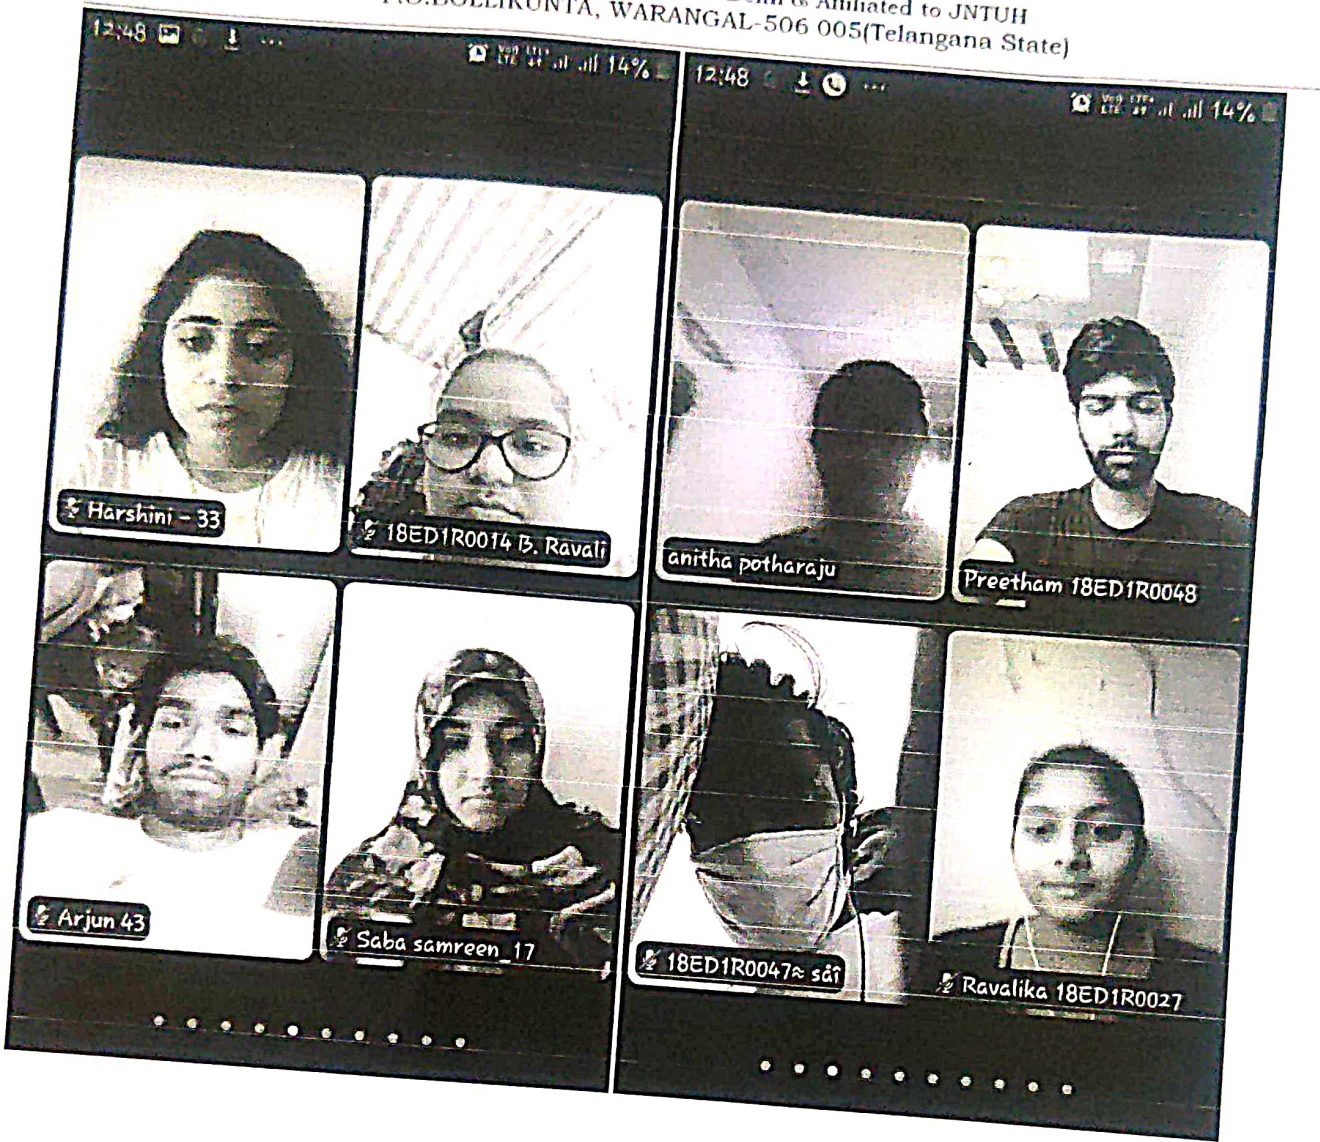 & Affiliated to JNTUH
WARANGAL-506 005(Telangana State)
12:48
14%
Harshini - 33
18ED1R0014 B. Ravali
Arjun 43
Saba samreen_17
12:48
14%
anitha potharaju
Preetham 18ED1R0048
18ED1R0047≈ sâî
Ravalika 18ED1R0027